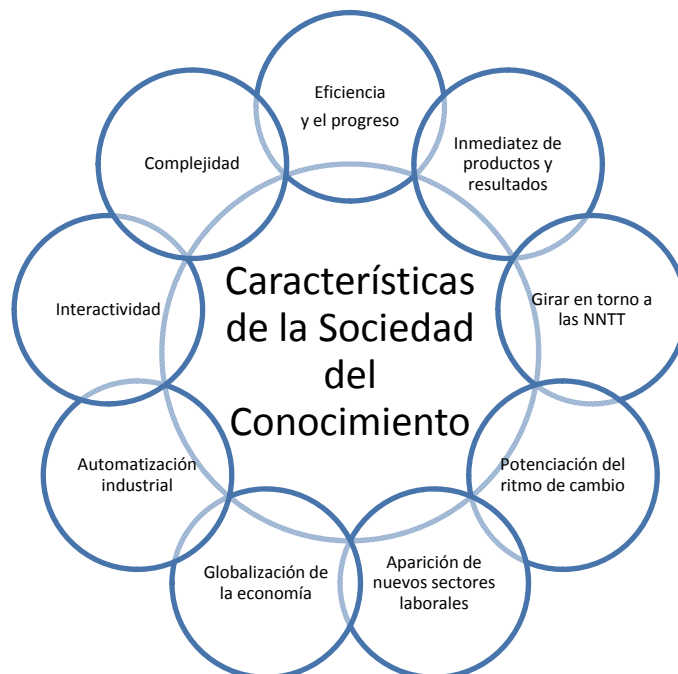 Eficiencia
y el progreso
Inmediatez de
productos y
resultados
Girar en torno a
las NNTT
Potenciación del
ritmo de cambio
Aparición de
nuevos sectores
laborales
Globalización de
la economía
Automatización
industrial
Interactividad
Complejidad
Características
de la Sociedad
del
Conocimiento